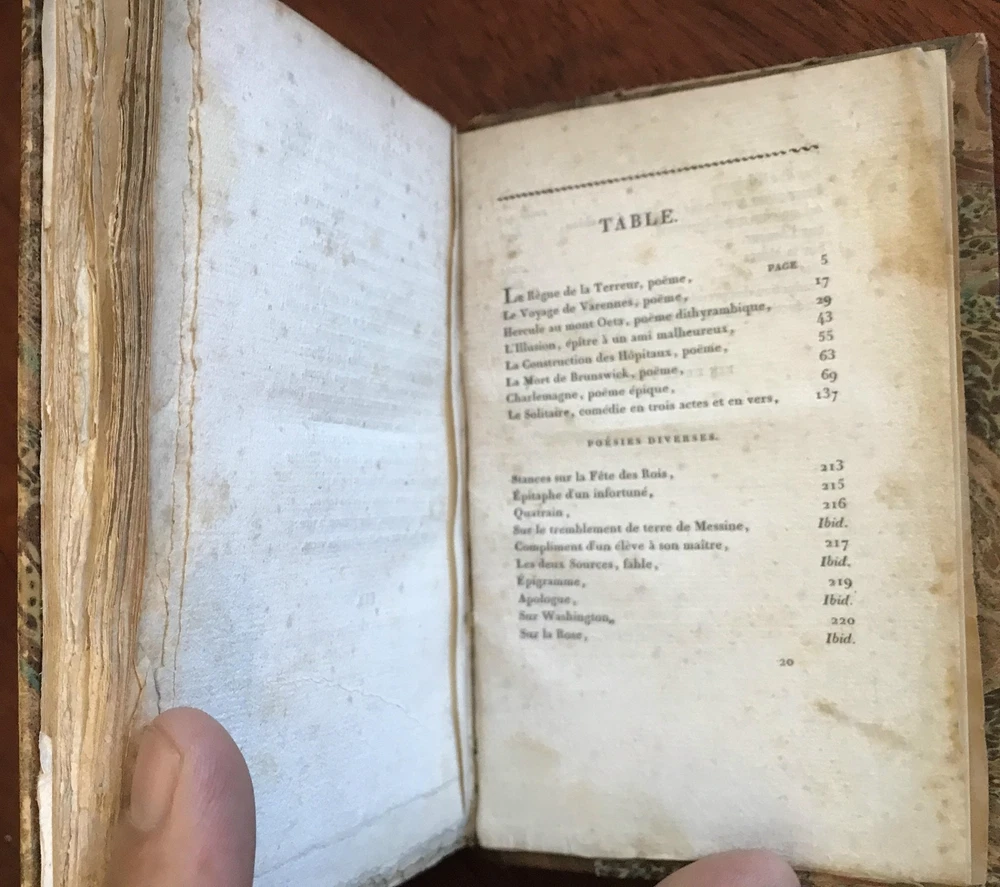 TABLE.
PAGE
Le Règne de la Terreur, poëme, 5
Le Voyage de Varennes, poëme, 17
Hercule au mont Oeta, poëme dithyrambique, 29
L'Illusion, épître à un ami malheureux, 43
La Construction des Hôpitaux, poëme, 55
La Mort de Brunswick, poëme, 63
Charlemagne, poëme épique, 69
Le Solitaire, comédie en trois actes et en vers, 137
POÉSIES DIVERSES.
Stances sur la Fête des Rois, 213
Épitaphe d'un infortuné, 215
Quatrain, 216
Sur le tremblement de terre de Messine, Ibid.
Compliment d'un élève à son maître, 217
Les deux Sources, fable, Ibid.
Épigramme, 219
Apologue, Ibid.
Sur Washington, 220
Sur la Rose, Ibid.
20